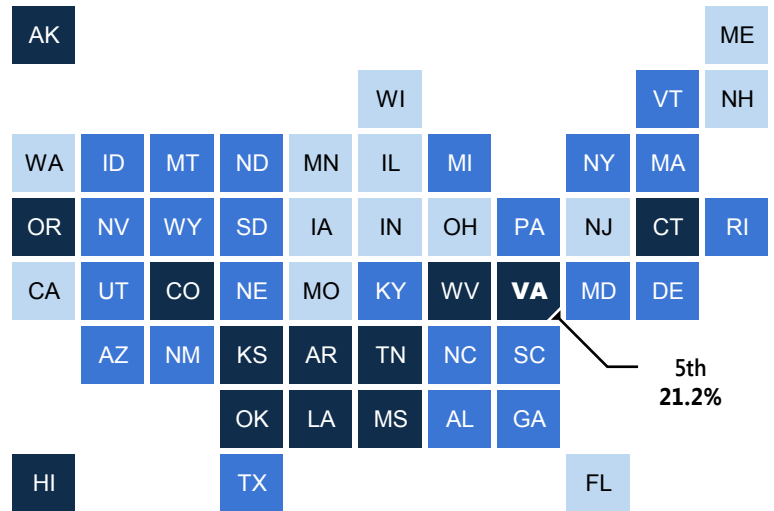 AK ME
WI VT NH
WA ID MT ND MN IL MI NY MA
OR NV WY SD IA IN OH PA NJ CT RI
CA UT CO NE MO KY WV VA MD DE
AZ NM KS AR TN NC SC
5th
21.2%
OK LA MS AL GA
HI TX FL